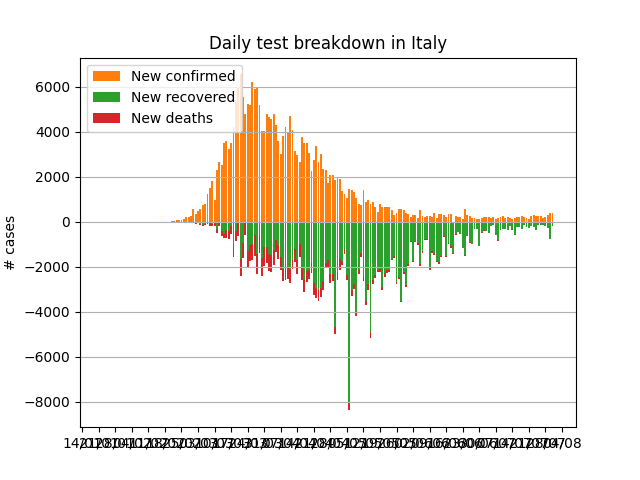 Daily test breakdown in Italy
New confirmed
New recovered
New deaths
# cases
6000
4000
2000
0
−2000
−4000
−6000
−8000